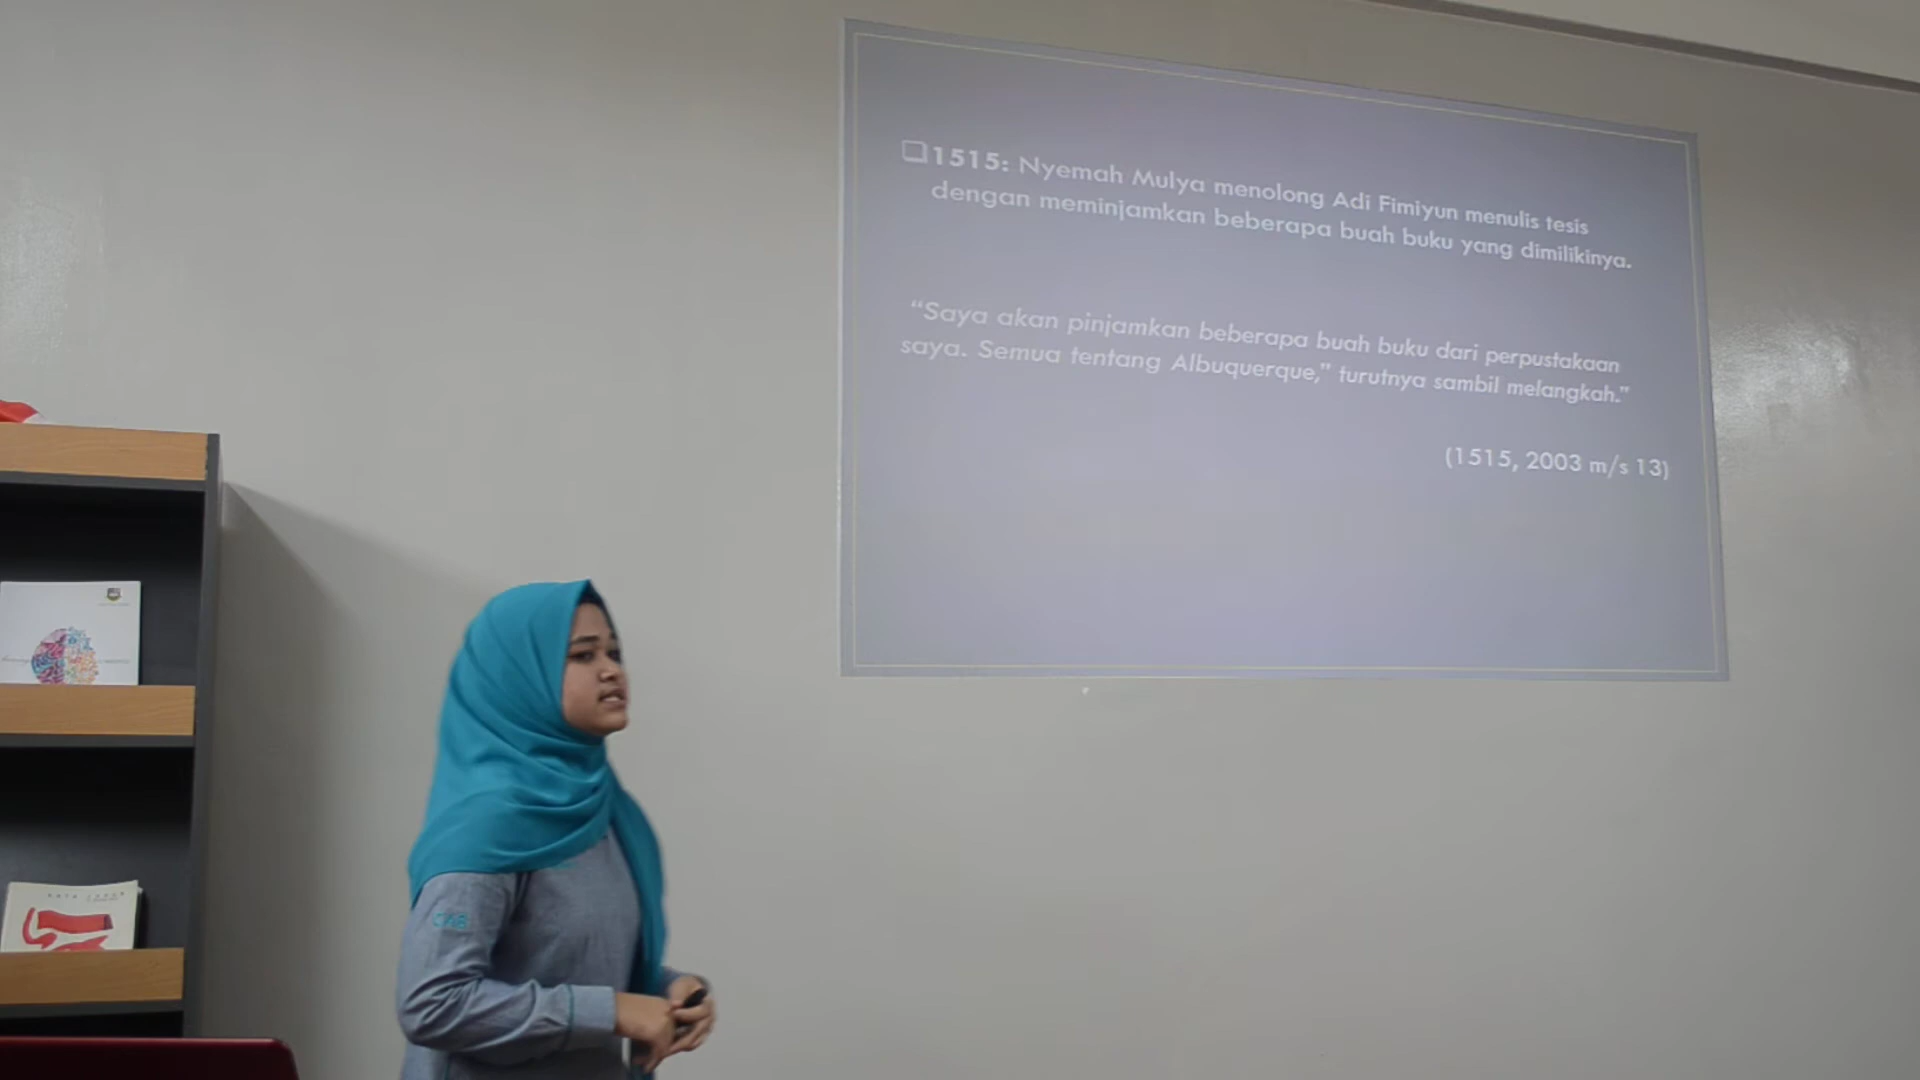 1515: Nyemah Mulya menolong Adi Fimiyun menulis tesis
dengan meminjamkan beberapa buah buku yang dimilikinya.
“Saya akan pinjamkan beberapa buah buku dari perpustakaan
saya. Semua tentang Albuquerque,” turutnya sambil melangkah.”
(1515, 2003 m/s 13)